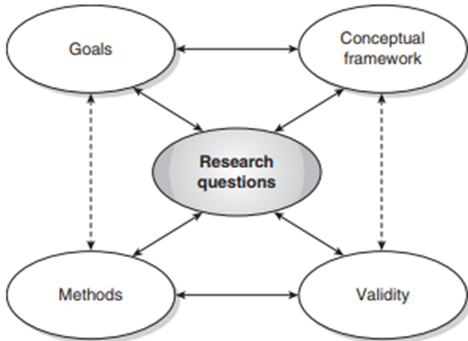 Goals
Conceptual
framework
Research
questions
Methods
Validity